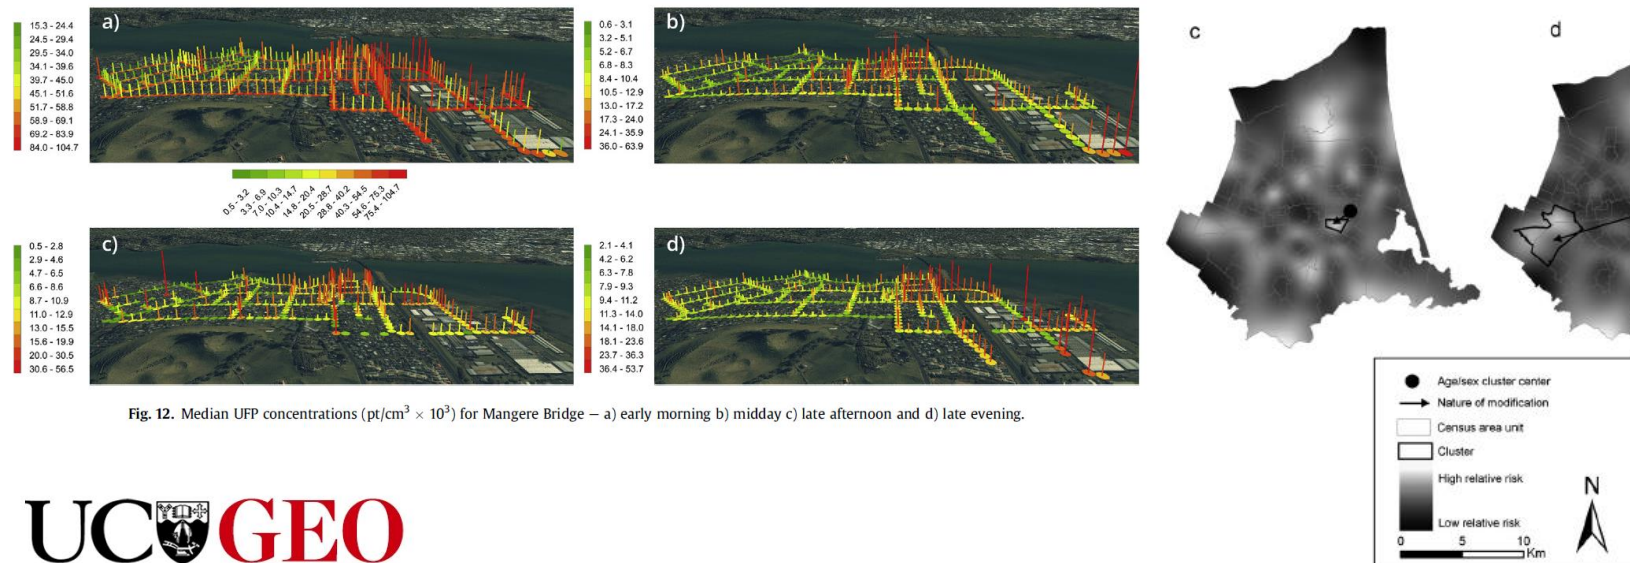 15.3 - 24.4
24.5 - 29.4
29.5 - 34.0
34.1 - 39.6
39.7 - 45.0
45.1 - 51.6
51.7 - 58.8
58.9 - 69.1
69.2 - 83.9
84.0 - 104.7
a)
0.6 - 3.1
3.2 - 5.1
5.2 - 6.7
6.8 - 8.3
8.4 - 10.4
10.5 - 12.9
13.0 - 17.2
17.3 - 24.0
24.1 - 35.9
36.0 - 63.9
b)
0.5 - 3.2
3.3 - 6.9
7.0 - 10.3
10.4 - 14.7
14.8 - 20.4
20.5 - 28.7
28.8 - 40.2
40.3 - 54.5
54.6 - 75.3
75.4 - 104.7
0.5 - 2.8
2.9 - 4.6
4.7 - 6.5
6.6 - 8.6
8.7 - 10.9
11.0 - 12.9
13.0 - 15.5
15.6 - 19.9
20.0 - 30.5
30.6 - 56.5
c)
2.1 - 4.1
4.2 - 6.2
6.3 - 7.8
7.9 - 9.3
9.4 - 11.2
11.3 - 14.0
14.1 - 18.0
18.1 - 23.6
23.7 - 36.3
36.4 - 53.7
d)
Fig. 12. Median UFP concentrations (pt/cm³ × 10³) for Mangere Bridge – a) early morning b) midday c) late afternoon and d) late evening.
UC GEO
c
d
Age/sex cluster center
Nature of modification
Census area unit
Cluster
High relative risk
Low relative risk
0 5 10
Km
N